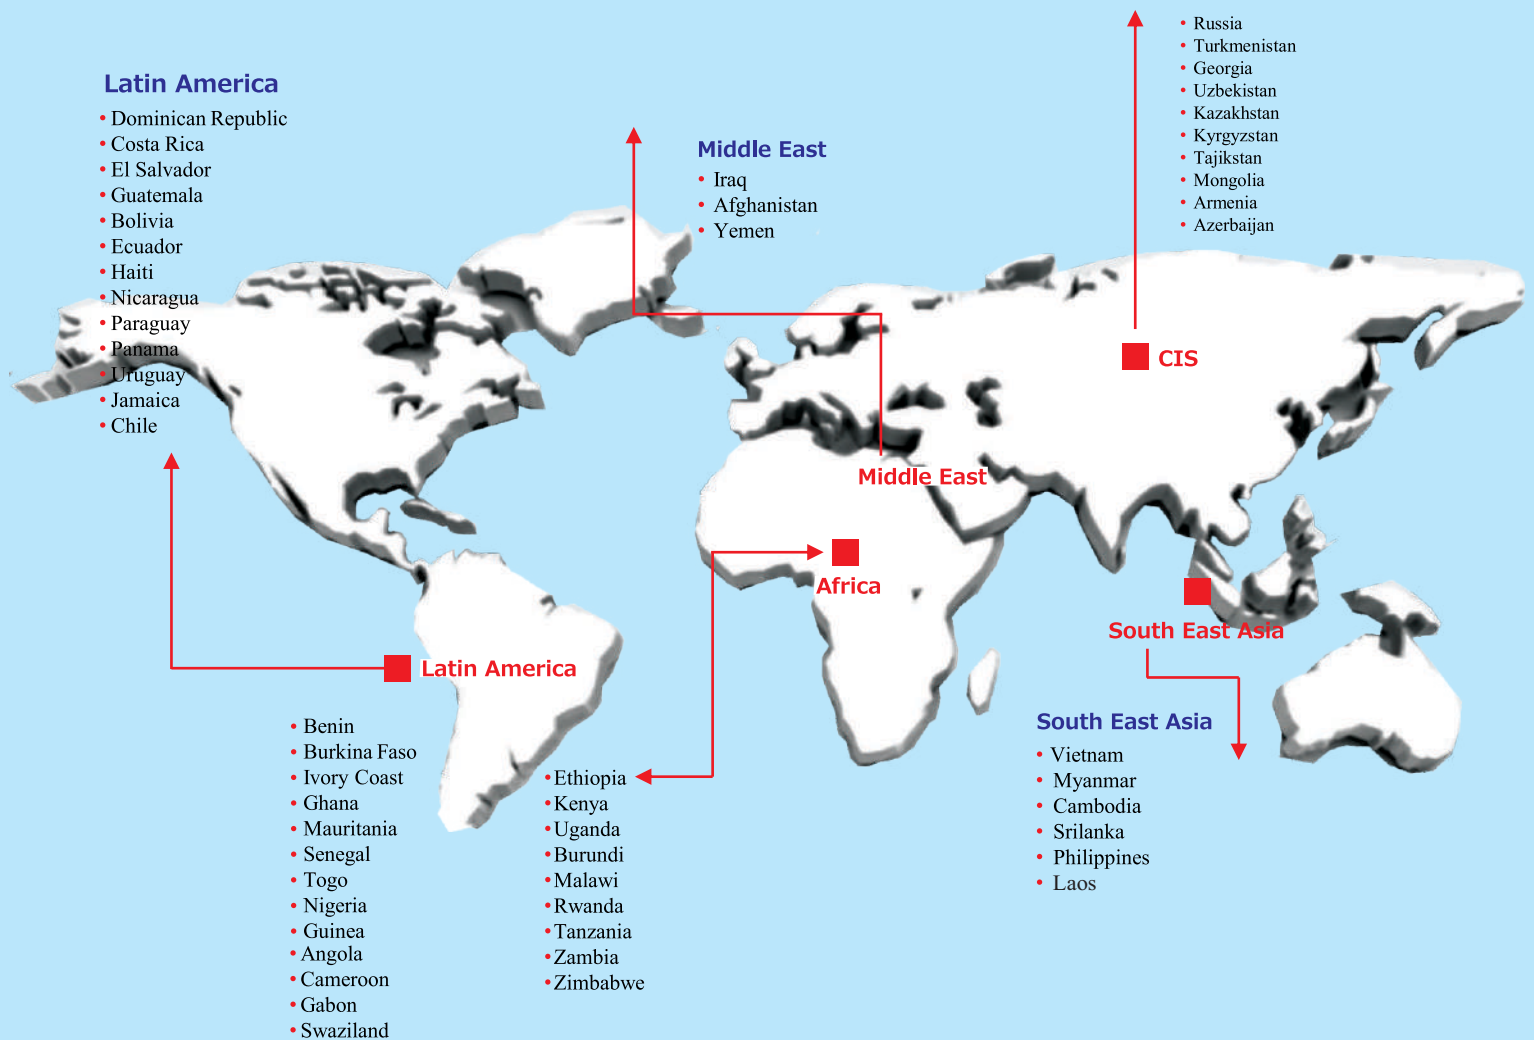 Latin America
• Dominican Republic
• Costa Rica
• El Salvador
• Guatemala
• Bolivia
• Ecuador
• Haiti
• Nicaragua
• Paraguay
• Panama
• Uruguay
• Jamaica
• Chile
Middle East
• Iraq
• Afghanistan
• Yemen
• Russia
• Turkmenistan
• Georgia
• Uzbekistan
• Kazakhstan
• Kyrgyzstan
• Tajikstan
• Mongolia
• Armenia
• Azerbaijan
CIS
Middle East
Africa
South East Asia
Latin America
• Benin
• Burkina Faso
• Ivory Coast
• Ghana
• Mauritania
• Senegal
• Togo
• Nigeria
• Guinea
• Angola
• Cameroon
• Gabon
• Swaziland
• Ethiopia
• Kenya
• Uganda
• Burundi
• Malawi
• Rwanda
• Tanzania
• Zambia
• Zimbabwe
South East Asia
• Vietnam
• Myanmar
• Cambodia
• Srilanka
• Philippines
• Laos